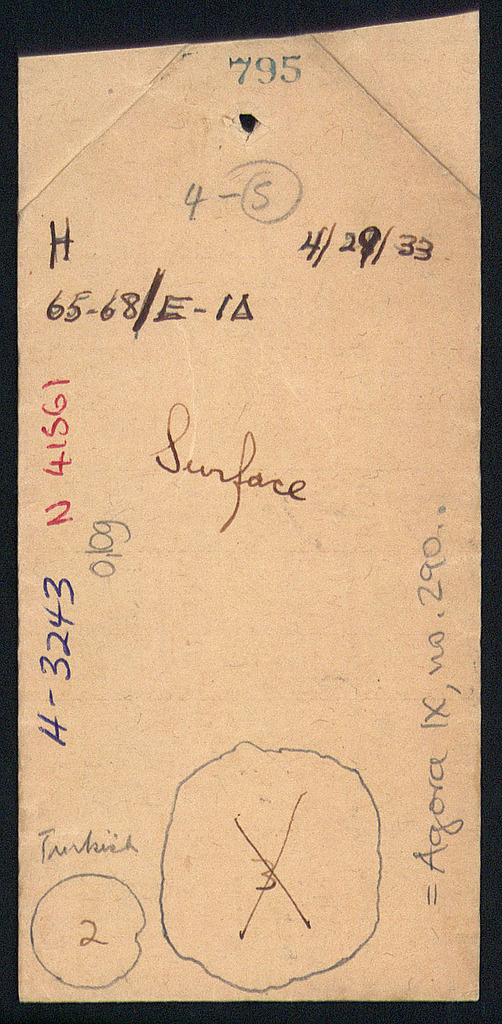 795
4-5
H 4/29/33
65-68/E-1Δ
N 41561
Surface
0,10g
H-3243
= Agora IX, no. 290.
Turkish
3
2